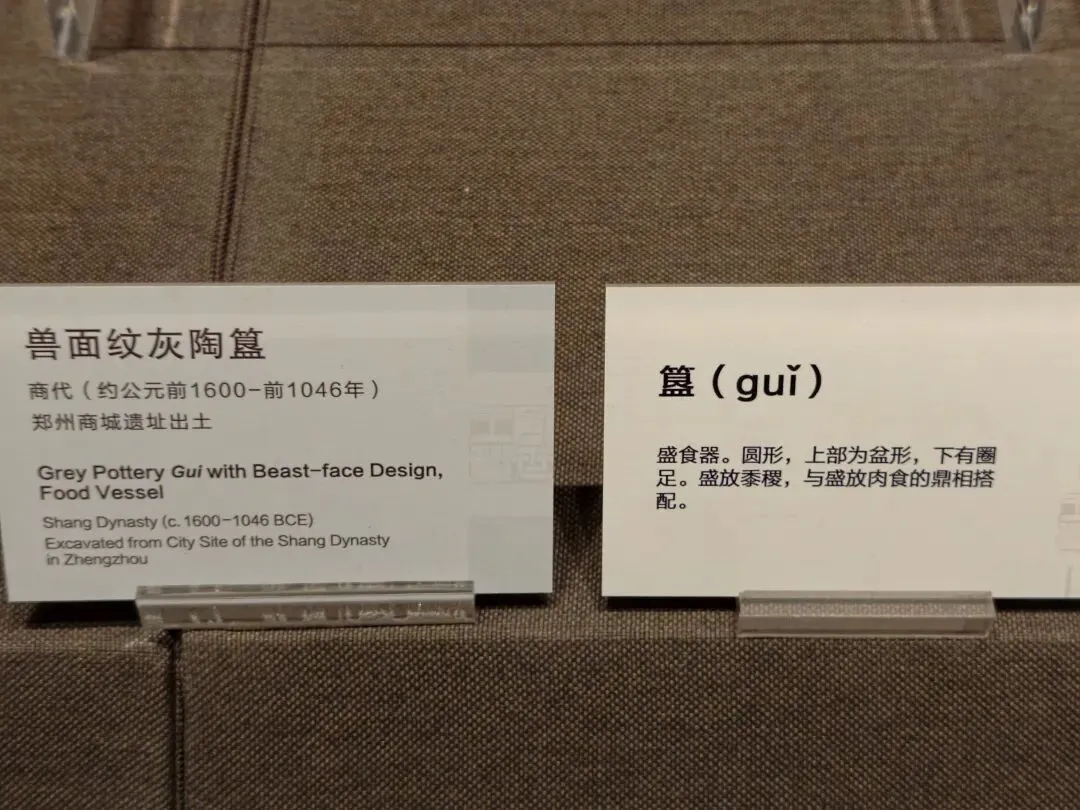 兽面纹灰陶簋
商代（约公元前1600-前1046年）
郑州商城遗址出土
Grey Pottery Gui with Beast-face Design,
Food Vessel
Shang Dynasty (c. 1600-1046 BCE)
Excavated from City Site of the Shang Dynasty
in Zhengzhou
簋（guǐ）
盛食器。圆形，上部为盆形，下有圈
足。盛放黍稷，与盛放肉食的鼎相搭
配。